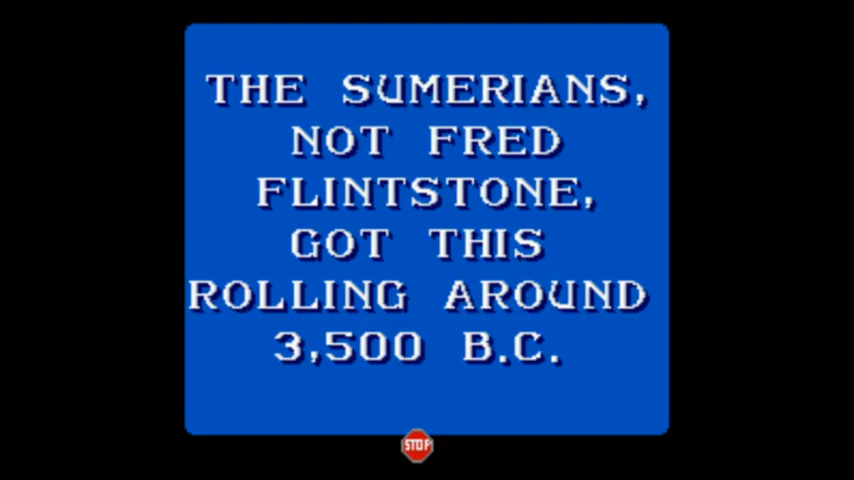 THE SUMERIANS,
NOT FRED
FLINTSTONE,
GOT THIS
ROLLING AROUND
3,500 B.C.
STOP